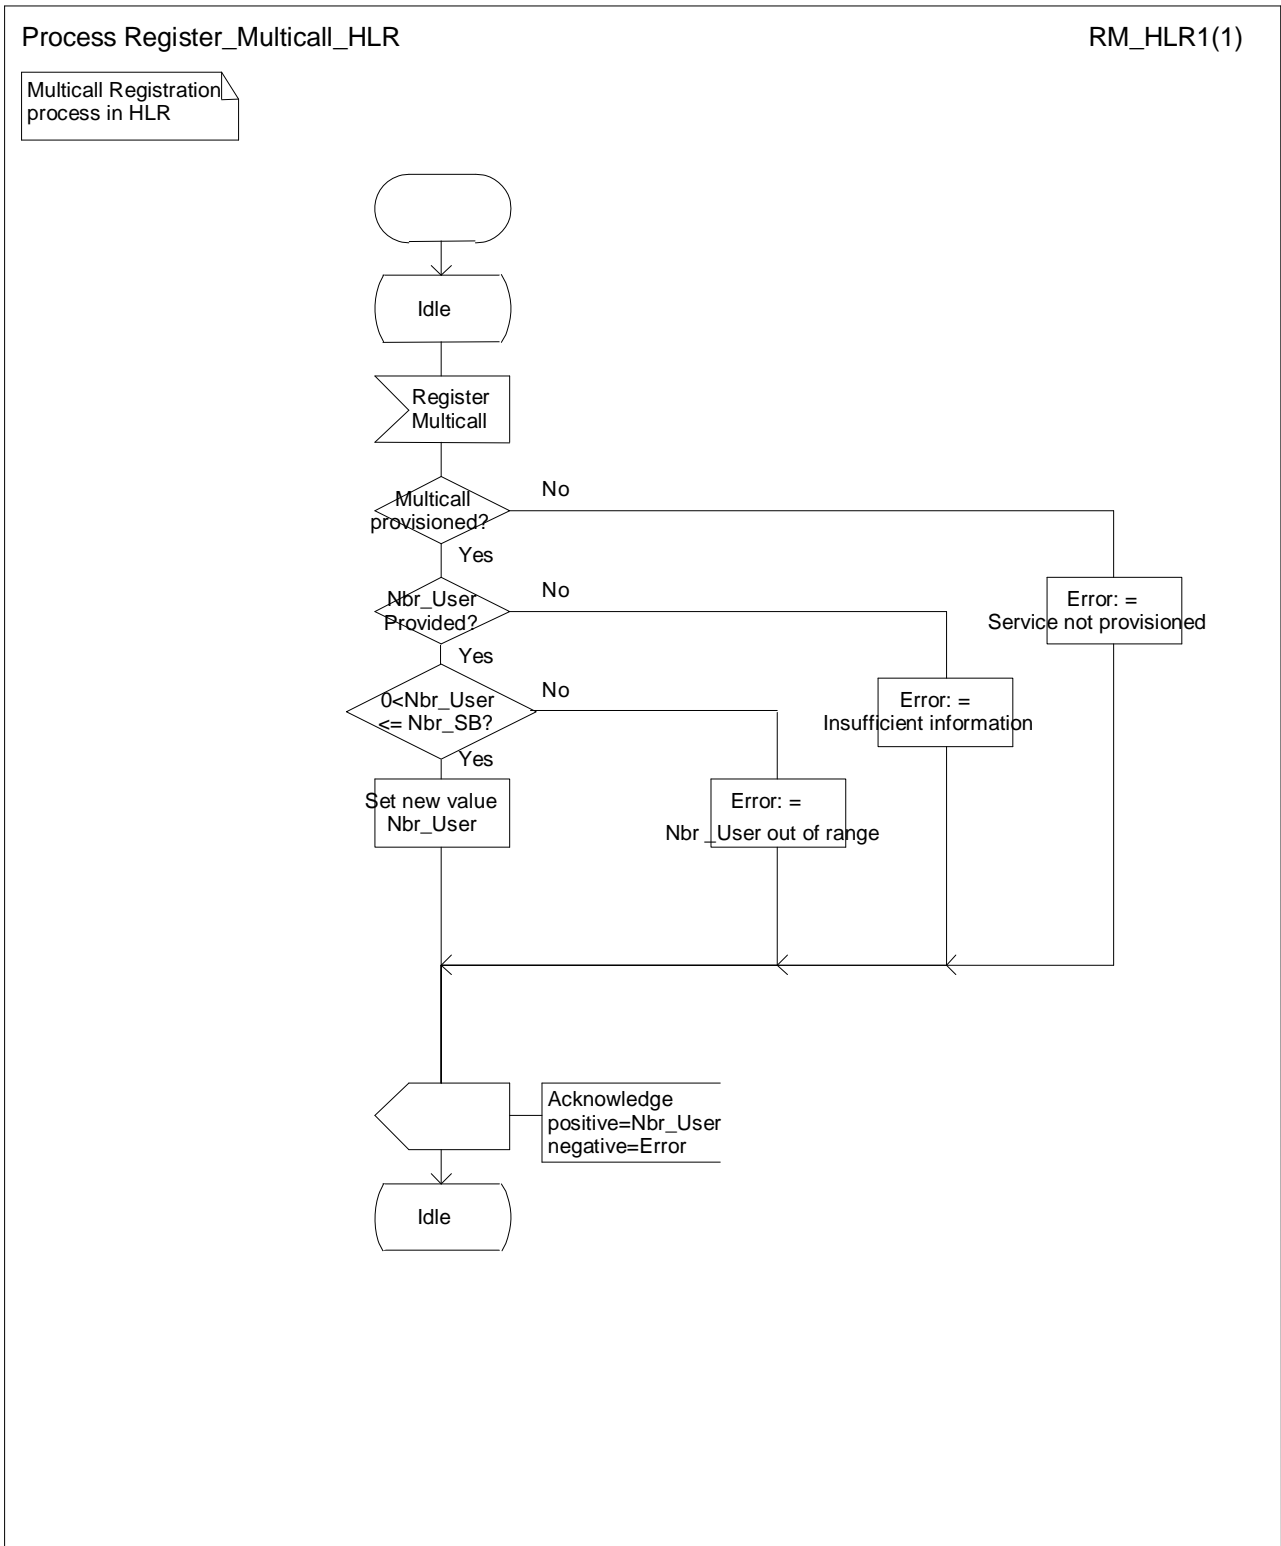 Process Register_Multicall_HLR
RM_HLR1(1)
Multicall Registration
process in HLR
Idle
Register
Multicall
Multicall
provisioned?
No
Yes
Nbr_User
Provided?
No
Yes
Error: =
Service not provisioned
0<Nbr_User
<= Nbr_SB?
No
Yes
Error: =
Insufficient information
Set new value
Nbr_User
Error: =
Nbr _User out of range
Acknowledge
positive=Nbr_User
negative=Error
Idle